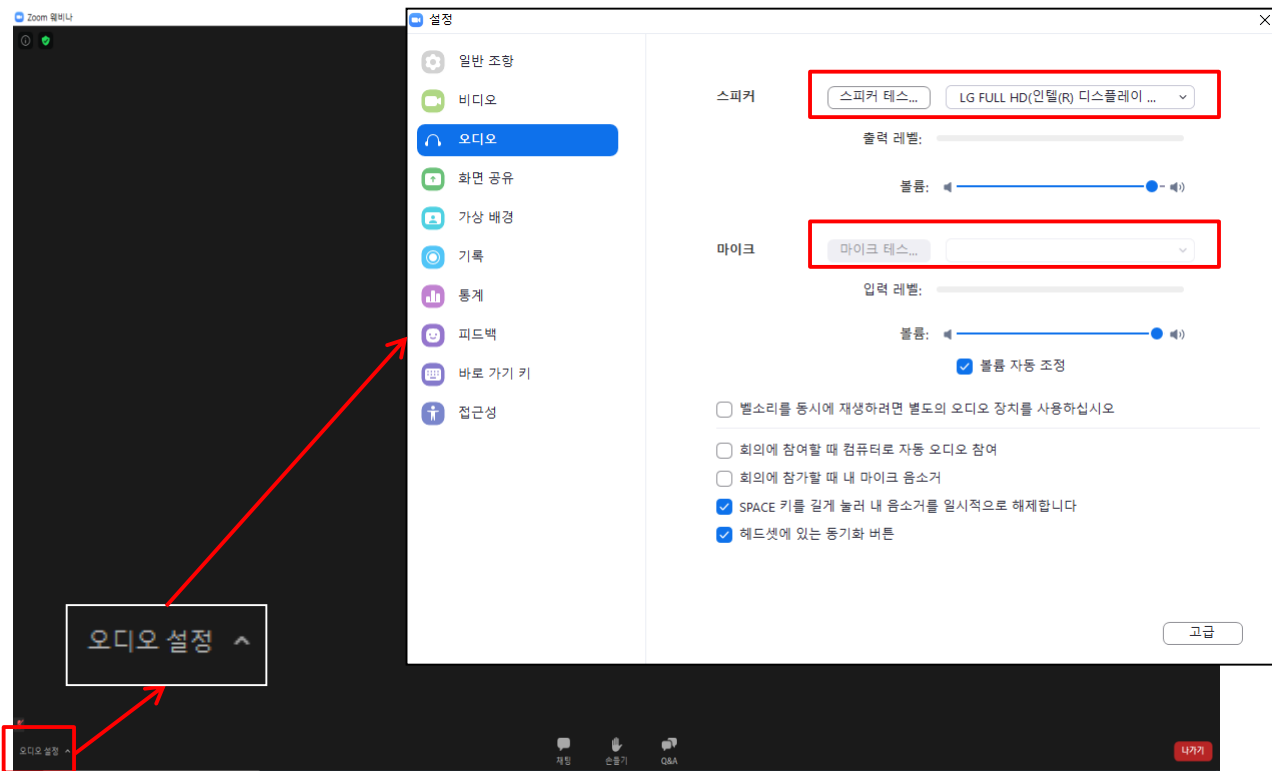 Zoom 웨비나
설정
일반 조항
비디오
오디오
화면 공유
가상 배경
기록
통계
피드백
바로 가기 키
접근성
스피커 스피커 테스... LG FULL HD(인텔(R) 디스플레이 ...
출력 레벨:
볼륨:
마이크 마이크 테스...
입력 레벨:
볼륨:
볼륨 자동 조정
벨소리를 동시에 재생하려면 별도의 오디오 장치를 사용하십시오
회의에 참여할 때 컴퓨터로 자동 오디오 참여
회의에 참가할 때 내 마이크 음소거
SPACE 키를 길게 눌러 내 음소거를 일시적으로 해제합니다
헤드셋에 있는 동기화 버튼
고급
오디오 설정
오디오 설정
채팅 손들기 Q&A 나가기